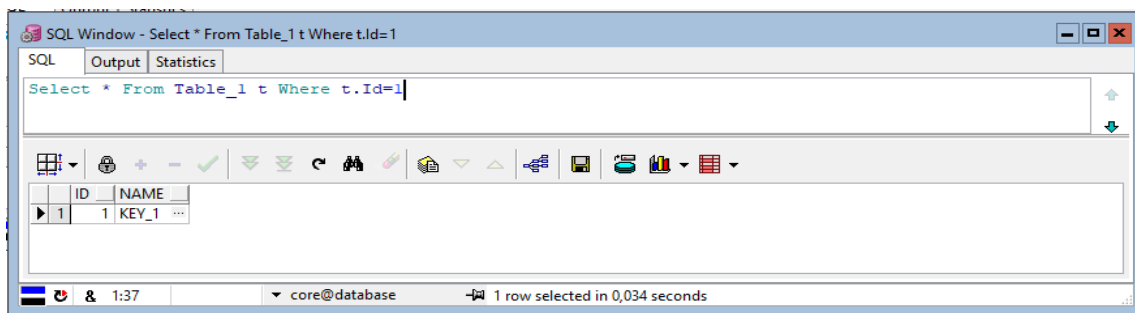 SQL Window - Select * From Table_1 t Where t.Id=1
SQL Output Statistics
Select * From Table_1 t Where t.Id=1
ID NAME
1 1 KEY_1 ...
& 1:37 core@database 1 row selected in 0,034 seconds